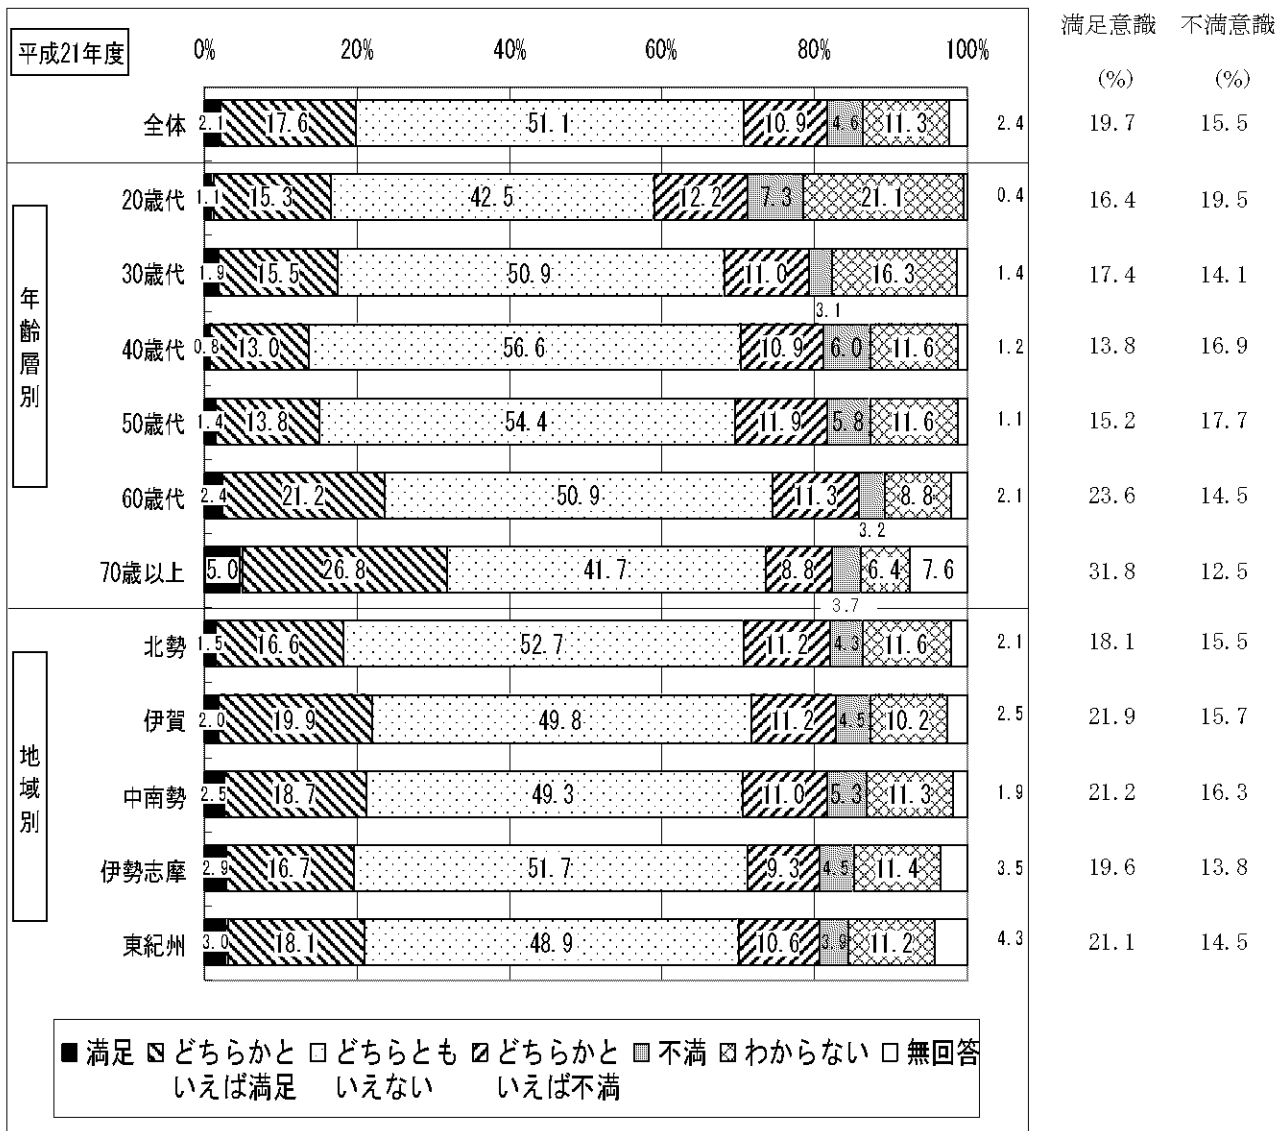 満足意識 不満意識
平成21年度 0% 20% 40% 60% 80% 100% (%) (%)
全体 2.1 17.6 51.1 10.9 4.6 11.3 2.4 19.7 15.5
年齢層別
20歳代 1.1 15.3 42.5 12.2 7.3 21.1 0.4 16.4 19.5
30歳代 1.9 15.5 50.9 11.0 16.3 1.4 17.4 14.1
3.1
40歳代 0.8 13.0 56.6 10.9 6.0 11.6 1.2 13.8 16.9
50歳代 1.4 13.8 54.4 11.9 5.8 11.6 1.1 15.2 17.7
60歳代 2.4 21.2 50.9 11.3 8.8 2.1 23.6 14.5
3.2
70歳以上 5.0 26.8 41.7 8.8 6.4 7.6 31.8 12.5
3.7
地域別
北勢 1.5 16.6 52.7 11.2 4.3 11.6 2.1 18.1 15.5
伊賀 2.0 19.9 49.8 11.2 4.5 10.2 2.5 21.9 15.7
中南勢 2.5 18.7 49.3 11.0 5.3 11.3 1.9 21.2 16.3
伊勢志摩 2.9 16.7 51.7 9.3 4.5 11.4 3.5 19.6 13.8
東紀州 3.0 18.1 48.9 10.6 3.9 11.2 4.3 21.1 14.5
満足 どちらかと どちらとも どちらかと 不満 わからない 無回答
いえば満足 いえない いえば不満